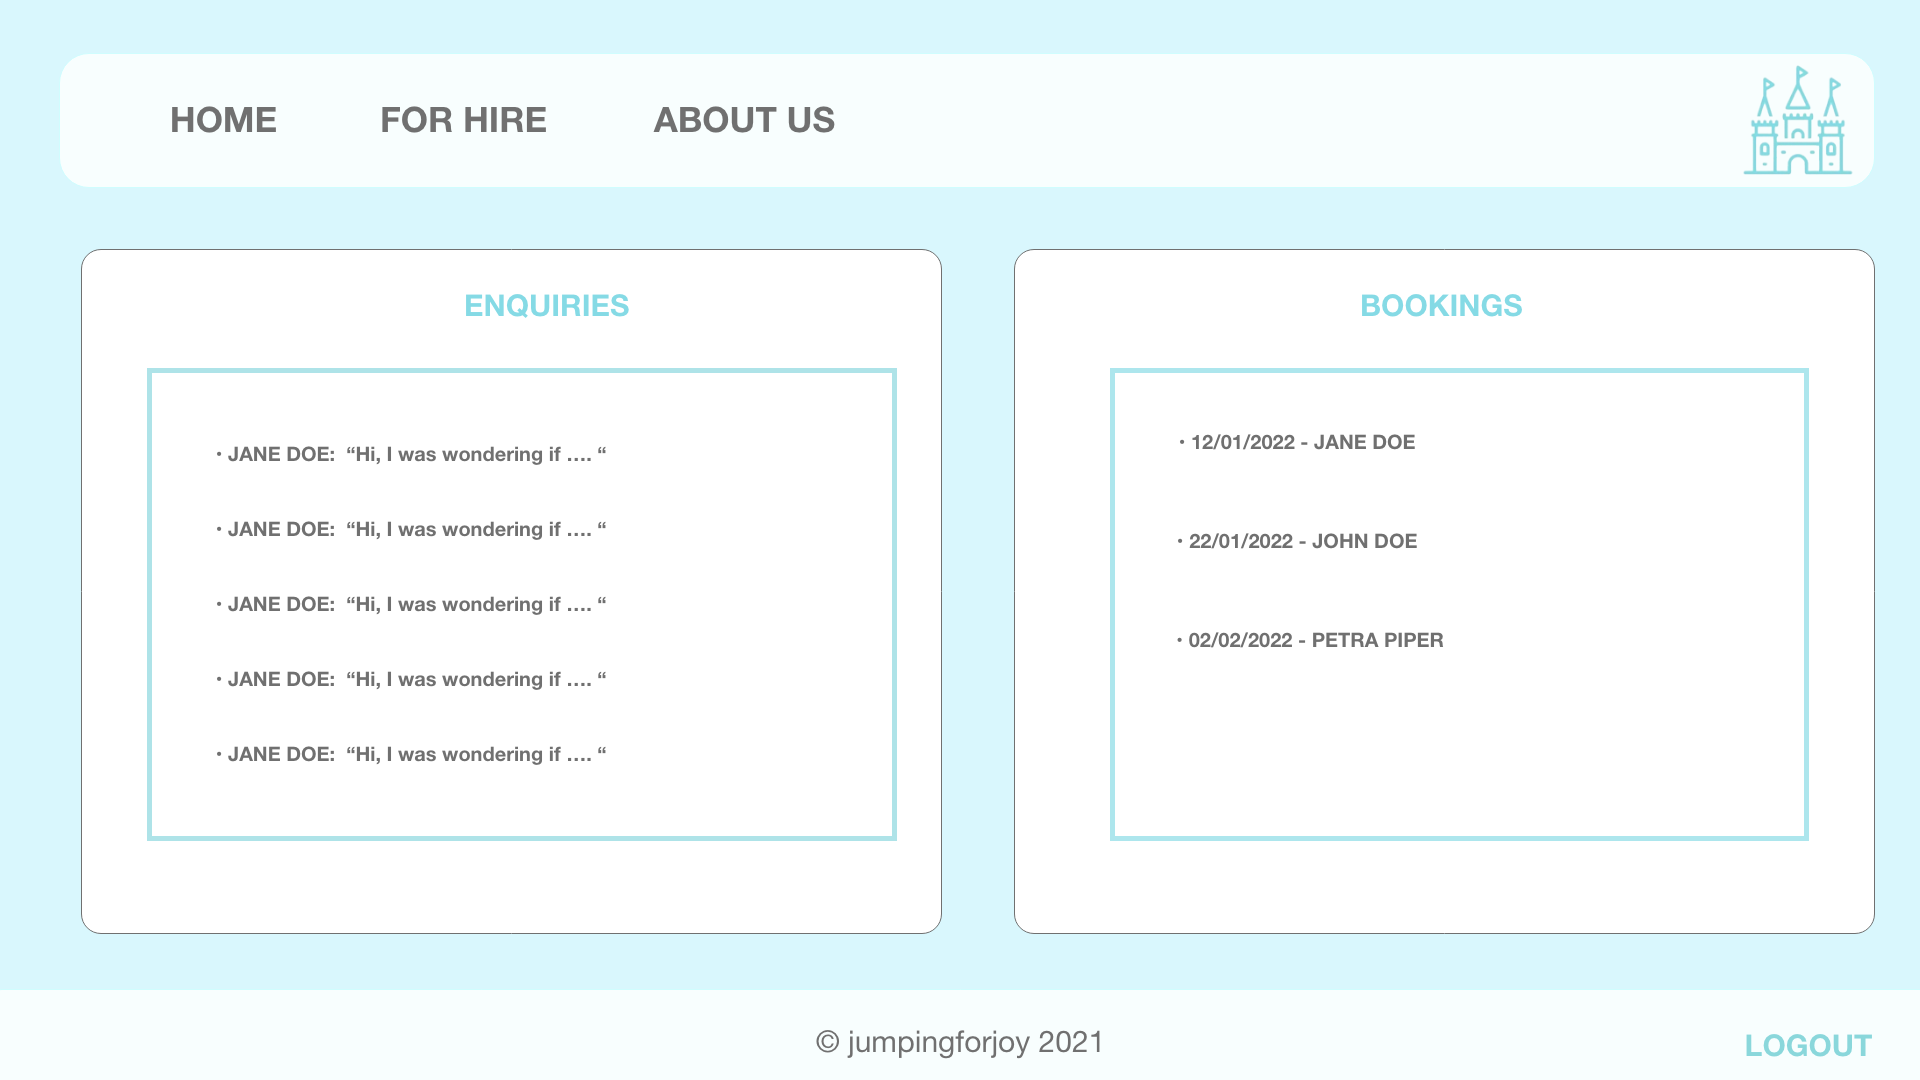 HOME FOR HIRE ABOUT US
ENQUIRIES
• JANE DOE:  “Hi, I was wondering if .... “
• JANE DOE:  “Hi, I was wondering if .... “
• JANE DOE:  “Hi, I was wondering if .... “
• JANE DOE:  “Hi, I was wondering if .... “
• JANE DOE:  “Hi, I was wondering if .... “
BOOKINGS
• 12/01/2022 - JANE DOE
• 22/01/2022 - JOHN DOE
• 02/02/2022 - PETRA PIPER
© jumpingforjoy 2021
LOGOUT